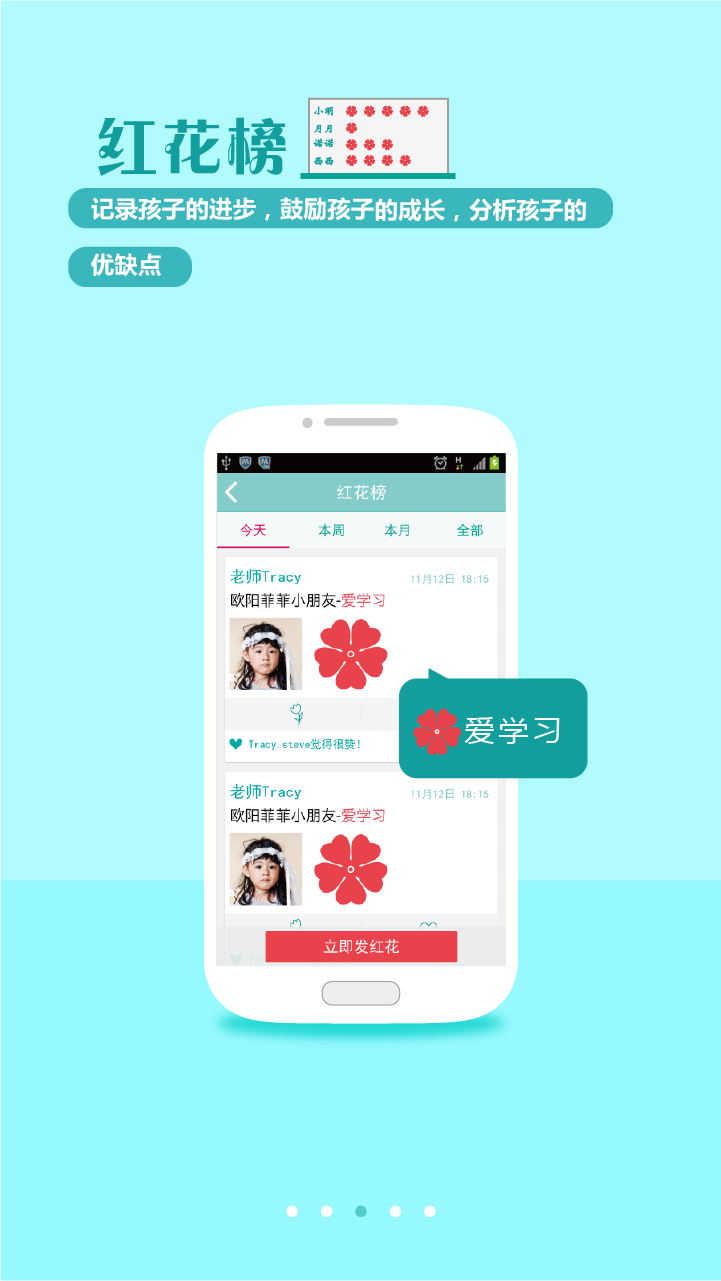 红花榜
小明
月月
诺诺
西西
记录孩子的进步，鼓励孩子的成长，分析孩子的
优缺点
H
红花榜
今天 本周 本月 全部
老师Tracy 11月12日 18:15
欧阳菲菲小朋友-爱学习
爱学习
Tracy.steve觉得很赞!
老师Tracy 11月12日 18:15
欧阳菲菲小朋友-爱学习
立即发红花